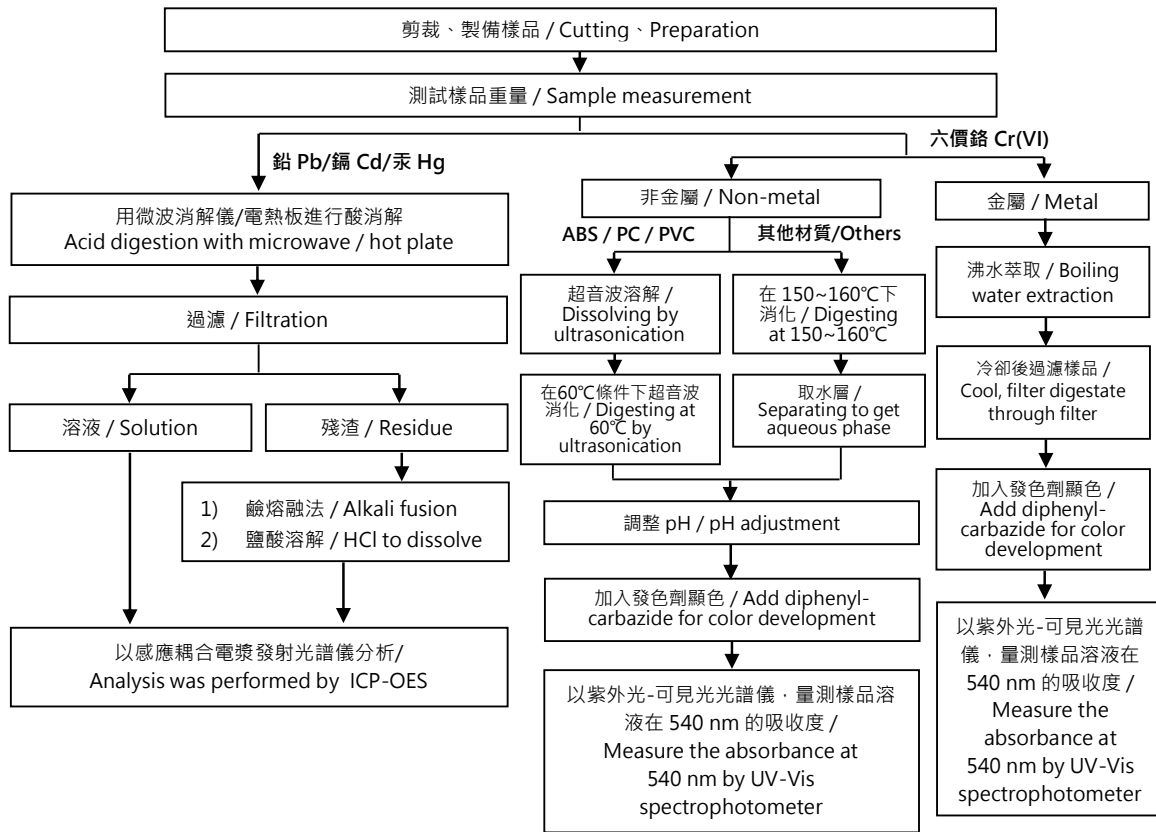 剪裁、製備樣品 / Cutting、Preparation
測試樣品重量 / Sample measurement
鉛 Pb/鎘 Cd/汞 Hg
六價鉻 Cr(VI)
用微波消解儀/電熱板進行酸消解
Acid digestion with microwave / hot plate
過濾 / Filtration
溶液 / Solution
殘渣 / Residue
1) 鹼熔融法 / Alkali fusion
2) 鹽酸溶解 / HCl to dissolve
以感應耦合電漿發射光譜儀分析/
Analysis was performed by ICP-OES
非金屬 / Non-metal
ABS / PC / PVC
其他材質/Others
超音波溶解 /
Dissolving by
ultrasonication
在60℃條件下超音波
消化 / Digesting at
60℃ by
ultrasonication
在 150~160℃下
消化 / Digesting
at 150~160℃
取水層 /
Separating to get
aqueous phase
調整 pH / pH adjustment
加入發色劑顯色 / Add diphenyl-
carbazide for color development
以紫外光-可見光光譜儀，量測樣品溶
液在 540 nm 的吸收度 /
Measure the absorbance at
540 nm by UV-Vis
spectrophotometer
金屬 / Metal
沸水萃取 / Boiling
water extraction
冷卻後過濾樣品 /
Cool, filter digestate
through filter
加入發色劑顯色 /
Add diphenyl-
carbazide for color
development
以紫外光-可見光光譜
儀，量測樣品溶液在
540 nm 的吸收度 /
Measure the
absorbance at
540 nm by UV-Vis
spectrophotometer